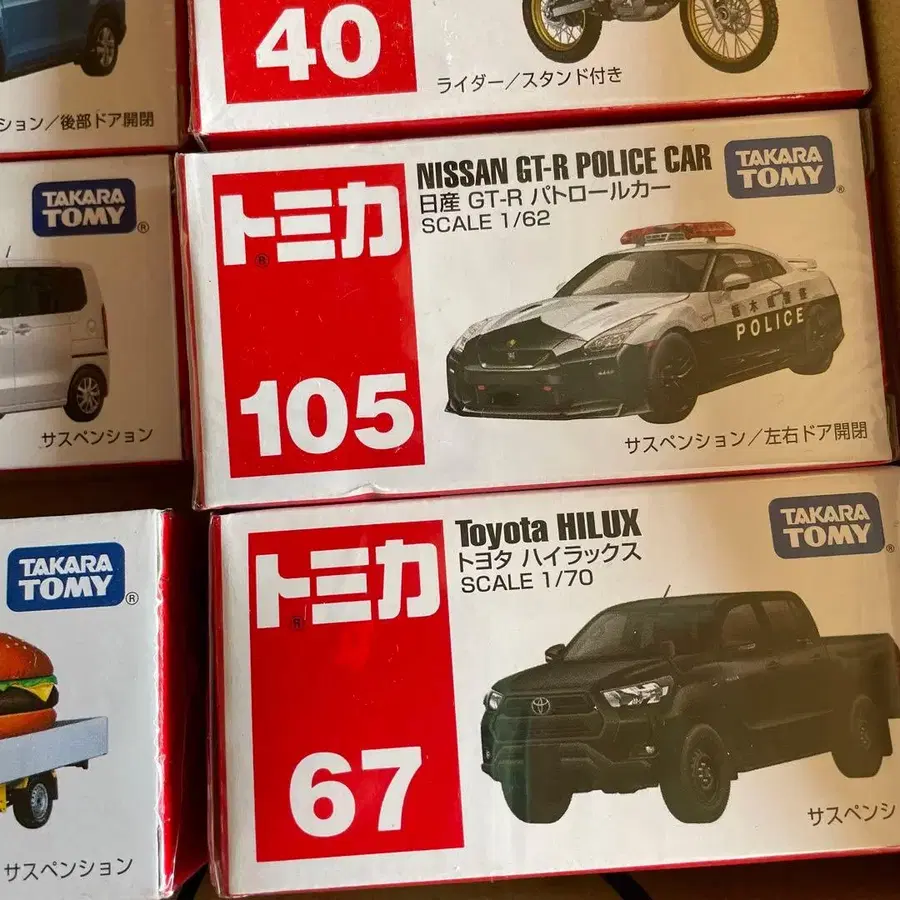 40
ライダー／スタンド付き
ション／後部ドア開閉
TAKARA
TOMY®
サスペンション
トミカ®
105
NISSAN GT-R POLICE CAR
日産 GT-R パトロールカー
SCALE 1/62
TAKARA
TOMY®
栃木県警察
POLICE
サスペンション／左右ドア開閉
TAKARA
TOMY®
サスペンション
トミカ®
67
Toyota HILUX
トヨタ ハイラックス
SCALE 1/70
TAKARA
TOMY®
サスペンシ